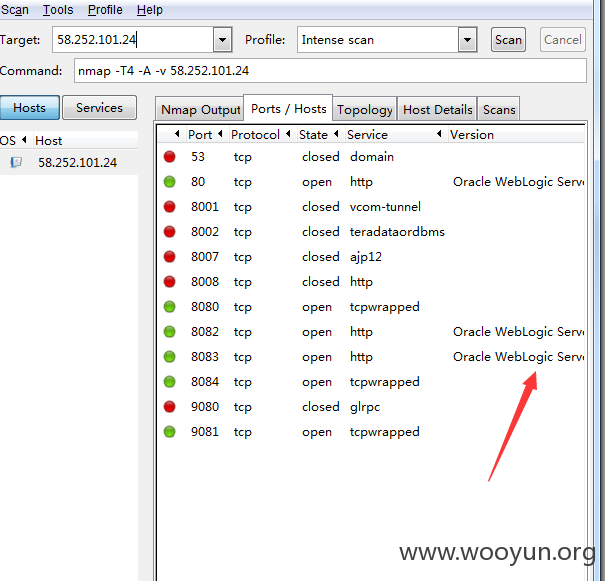 Scan Tools Profile Help
Target: 58.252.101.24 Profile: Intense scan Scan Cancel
Command: nmap -T4 -A -v 58.252.101.24
Hosts Services Nmap Output Ports / Hosts Topology Host Details Scans
OS Host Port Protocol State Service Version
58.252.101.24
53 tcp closed domain
80 tcp open http Oracle WebLogic Serve
8001 tcp closed vcom-tunnel
8002 tcp closed teradataordbms
8007 tcp closed ajp12
8008 tcp closed http
8080 tcp open tcpwrapped
8082 tcp open http Oracle WebLogic Serve
8083 tcp open http Oracle WebLogic Serve
8084 tcp open tcpwrapped
9080 tcp closed glrpc
9081 tcp open tcpwrapped
www.wooyun.org